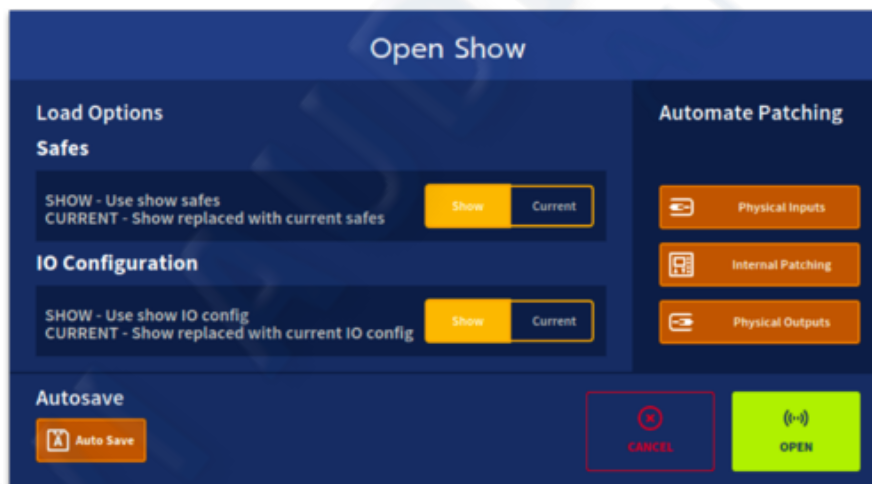 Open Show
Load Options
Safes
SHOW - Use show safes
CURRENT - Show replaced with current safes
Show
Current
IO Configuration
SHOW - Use show IO config
CURRENT - Show replaced with current IO config
Show
Current
Automate Patching
Physical Inputs
Internal Patching
Physical Outputs
Autosave
Auto Save
CANCEL
OPEN